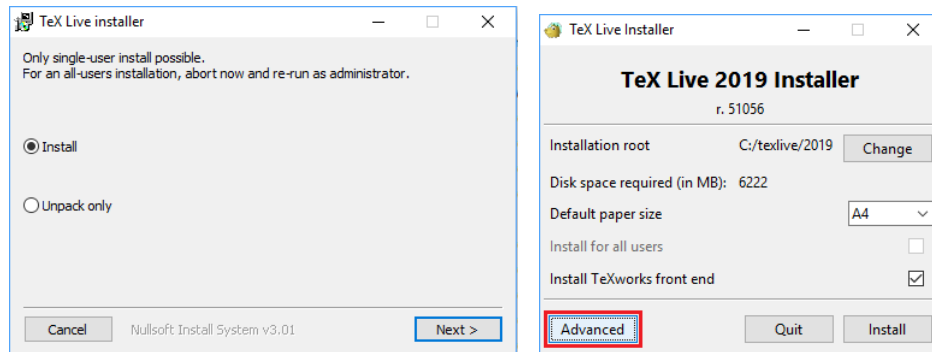 TeX Live installer
Only single-user install possible.
For an all-users installation, abort now and re-run as administrator.
Install
Unpack only
Cancel
Nullsoft Install System v3.01
Next >
TeX Live Installer
TeX Live 2019 Installer
r. 51056
Installation root C:/texlive/2019 Change
Disk space required (in MB): 6222
Default paper size A4
Install for all users
Install TeXworks front end
Advanced Quit Install